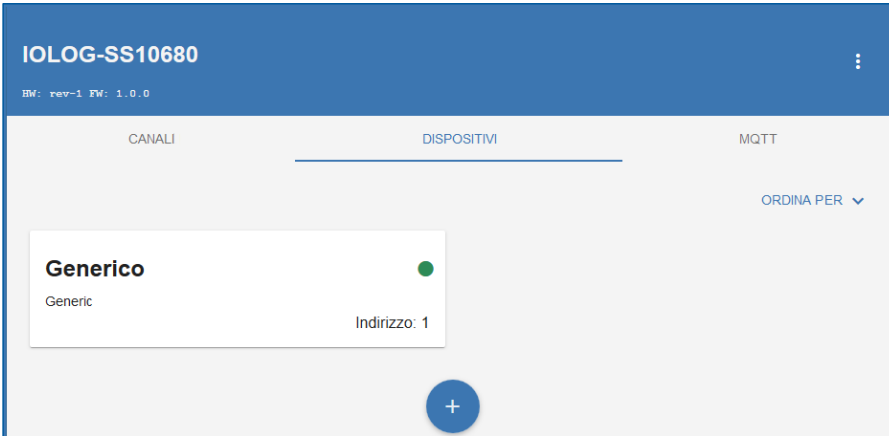 IOLOG-SS10680
HW: rev-1 FW: 1.0.0
CANALI
DISPOSITIVI
MQTT
ORDINA PER
Generico
Generic
Indirizzo: 1
+